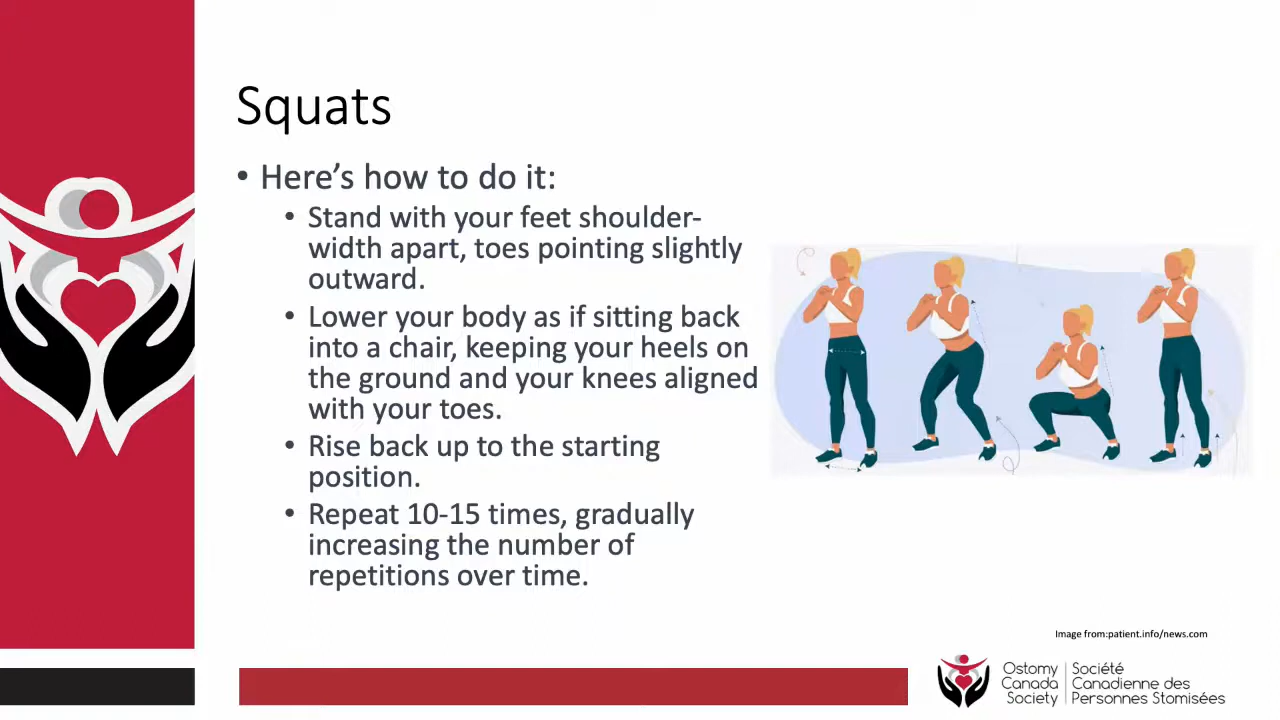 Squats
• Here’s how to do it:
• Stand with your feet shoulder-
width apart, toes pointing slightly
outward.
• Lower your body as if sitting back
into a chair, keeping your heels on
the ground and your knees aligned
with your toes.
• Rise back up to the starting
position.
• Repeat 10-15 times, gradually
increasing the number of
repetitions over time.
Image from:patient.info/news.com
Ostomy
Canada
Society
Société
Canadienne des
Personnes Stomisées